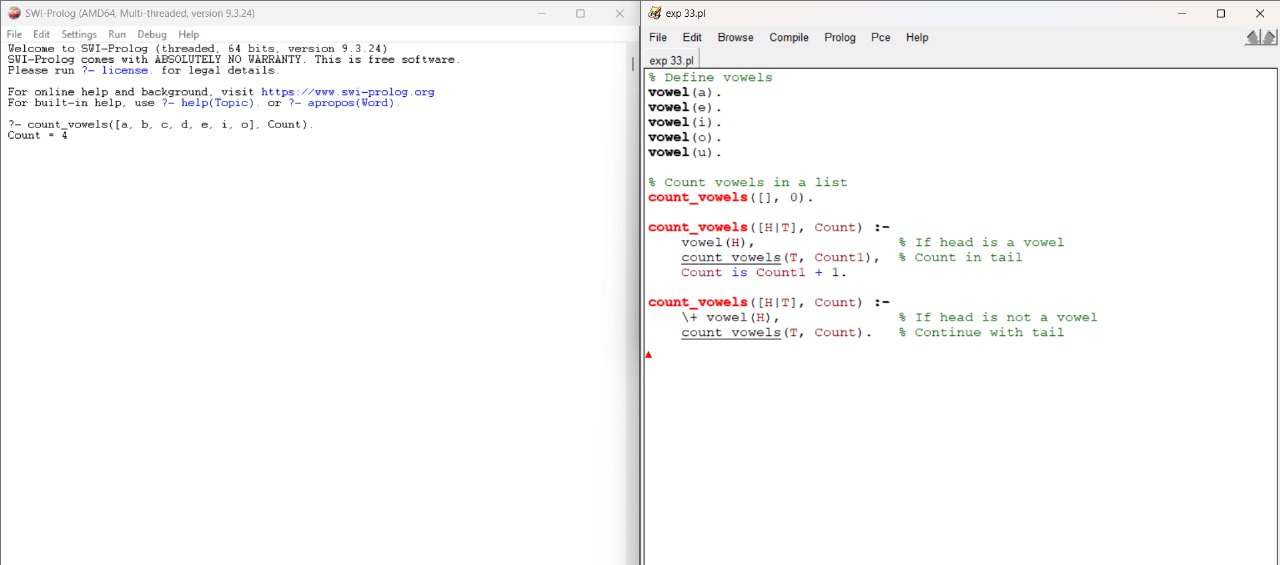 SWI-Prolog (AMD64, Multi-threaded, version 9.3.24)
File Edit Settings Run Debug Help
Welcome to SWI-Prolog (threaded, 64 bits, version 9.3.24)
SWI-Prolog comes with ABSOLUTELY NO WARRANTY. This is free software.
Please run ?- license. for legal details.

For online help and background, visit https://www.swi-prolog.org
For built-in help, use ?- help(Topic). or ?- apropos(Word).

?- count_vowels([a, b, c, d, e, i, o], Count).
Count = 4
exp 33.pl
File Edit Browse Compile Prolog Pce Help
exp 33.pl
% Define vowels
vowel(a).
vowel(e).
vowel(i).
vowel(o).
vowel(u).

% Count vowels in a list
count_vowels([], 0).

count_vowels([H|T], Count) :-
    vowel(H),                  % If head is a vowel
    count_vowels(T, Count1),  % Count in tail
    Count is Count1 + 1.

count_vowels([H|T], Count) :-
    \+ vowel(H),               % If head is not a vowel
    count_vowels(T, Count).   % Continue with tail